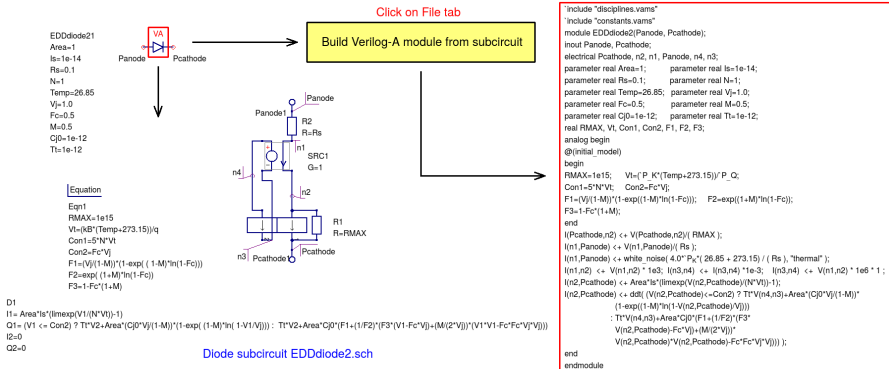 Click on File tab
EDDdiode21
Area=1
Is=1e-14
Rs=0.1
N=1
Temp=26.85
Vj=1.0
Fc=0.5
M=0.5
Cj0=1e-12
Tt=1e-12
VA
Panode
Pcathode
Build Verilog-A module from subcircuit
Panode
Panode1
R2
R=Rs
n1
SRC1
G=1
n4
n2
R1
R=RMAX
n3
Pcathode1
Pcathode
Equation
Eqn1
RMAX=1e15
Vt=(kB*(Temp+273.15))/q
Con1=5*N*Vt
Con2=Fc*Vj
F1=(Vj/(1-M))*(1-exp( ( 1-M)*ln(1-Fc)))
F2=exp( (1+M)*ln(1-Fc))
F3=1-Fc*(1+M)
D1
I1= Area*Is*(limexp(V1/(N*Vt))-1)
Q1= (V1 <= Con2) ? Tt*V2+Area*(Cj0*Vj/(1-M))*(1-exp( (1-M)*ln( 1-V1/Vj)))) : Tt*V2+Area*Cj0*(F1+(1/F2)*(F3*(V1-Fc*Vj)+(M/(2*Vj))*(V1*V1-Fc*Fc*Vj*Vj)))
I2=0
Q2=0
Diode subcircuit EDDdiode2.sch
`include "disciplines.vams"
`include "constants.vams"
module EDDdiode2(Panode, Pcathode);
inout Panode, Pcathode;
electrical Pcathode, n2, n1, Panode, n4, n3;
parameter real Area=1; parameter real Is=1e-14;
parameter real Rs=0.1; parameter real N=1;
parameter real Temp=26.85; parameter real Vj=1.0;
parameter real Fc=0.5; parameter real M=0.5;
parameter real Cj0=1e-12 parameter real Tt=1e-12;
real RMAX, Vt, Con1, Con2, F1, F2, F3;
analog begin
@(initial_model)
begin
RMAX=1e15; Vt=(`P_K*(Temp+273.15))/`P_Q;
Con1=5*N*Vt; Con2=Fc*Vj;
F1=(Vj/(1-M))*(1-exp((1-M)*ln(1-Fc))); F2=exp((1+M)*ln(1-Fc));
F3=1-Fc*(1+M);
end
I(Pcathode,n2) <+ V(Pcathode,n2)/( RMAX );
I(n1,Panode) <+ V(n1,Panode)/( Rs );
I(n1,Panode) <+ white_noise( 4.0*`PK*( 26.85 + 273.15) / ( Rs ), "thermal" );
I(n1,n2) <+ V(n1,n2) * 1e3; I(n3,n4) <+ I(n3,n4) *1e-3; I(n3,n4) <+ V(n1,n2) * 1e6 * 1 ;
I(n2,Pcathode) <+ Area*Is*(limexp(V(n2,Pcathode)/(N*Vt))-1);
I(n2,Pcathode) <+ ddt( (V(n2,Pcathode)<=Con2) ? Tt*V(n4,n3)+Area*(Cj0*Vj/(1-M))*
(1-exp((1-M)*ln(1-V(n2,Pcathode)/Vj)))
: Tt*V(n4,n3)+Area*Cj0*(F1+(1/F2)*(F3*
V(n2,Pcathode)-Fc*Vj))+(M/(2*Vj))*
V(n2,Pcathode)*V(n2,Pcathode)-Fc*Fc*Vj*Vj)))) );
end
endmodule